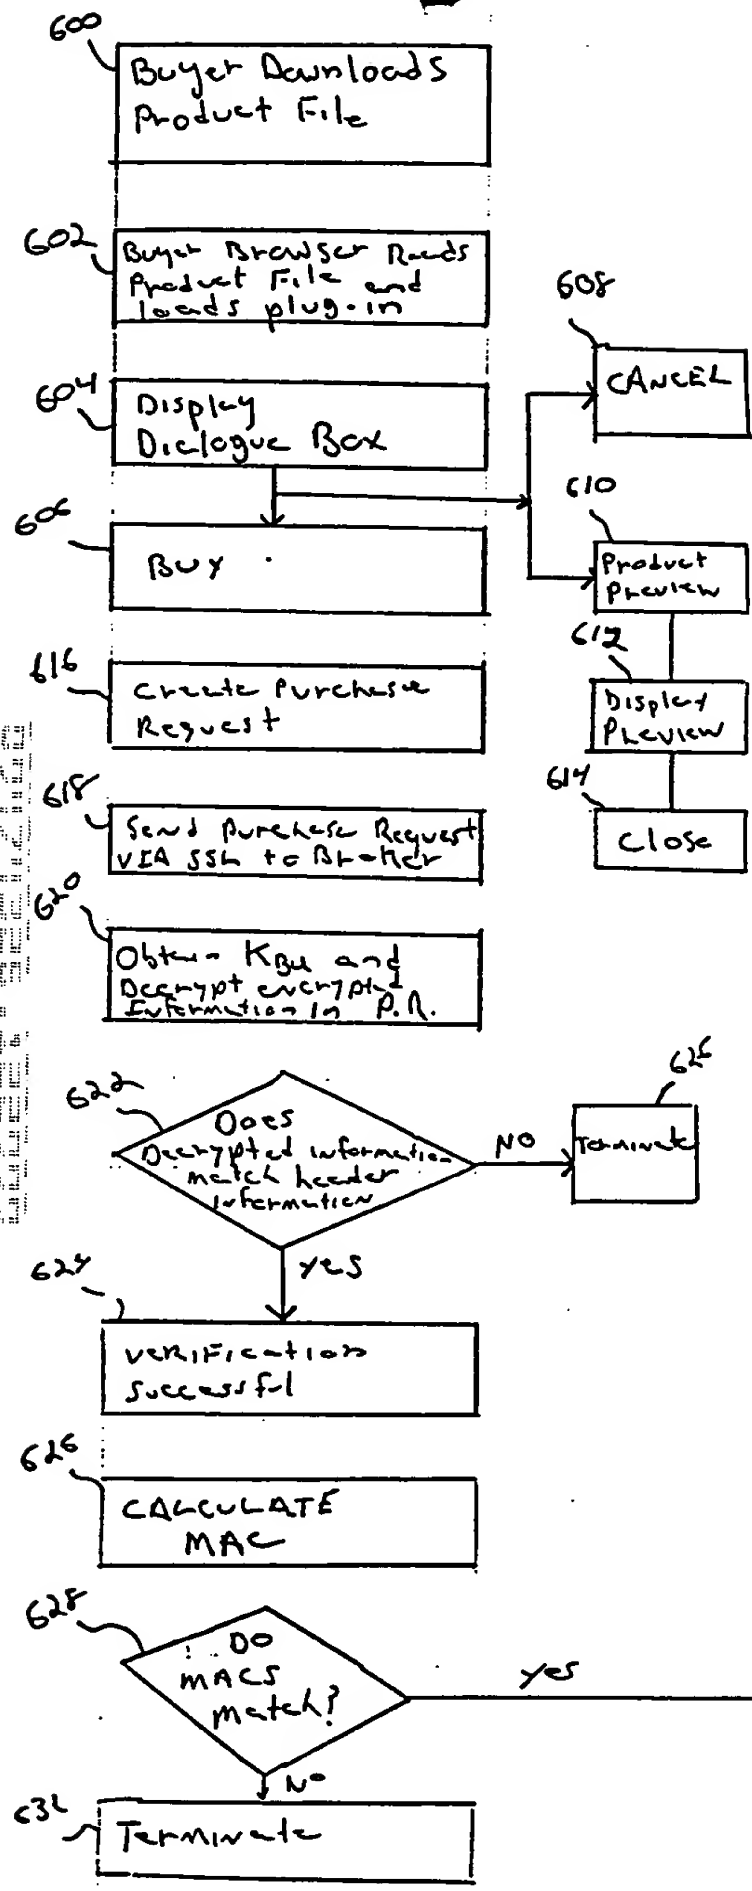 600
Buyer Downloads
Product File
602
Buyer Browser Reads
Product File and
loads plug-in
608
CANCEL
604
Display
Dialogue Box
610
Product
Preview
606
BUY
612
Display
Preview
616
Create Purchase
Request
614
Close
618
Send Purchase Request
VIA SSL to Broker
620
Obtain KBU and
Decrypt encrypted
Information In P.R.
622
Does
Decrypted information
match header
information
NO
626
Terminate
yes
624
Verification
successful
626
CALCULATE
MAC
628
DO
MACS
match?
yes
No
632
Terminate